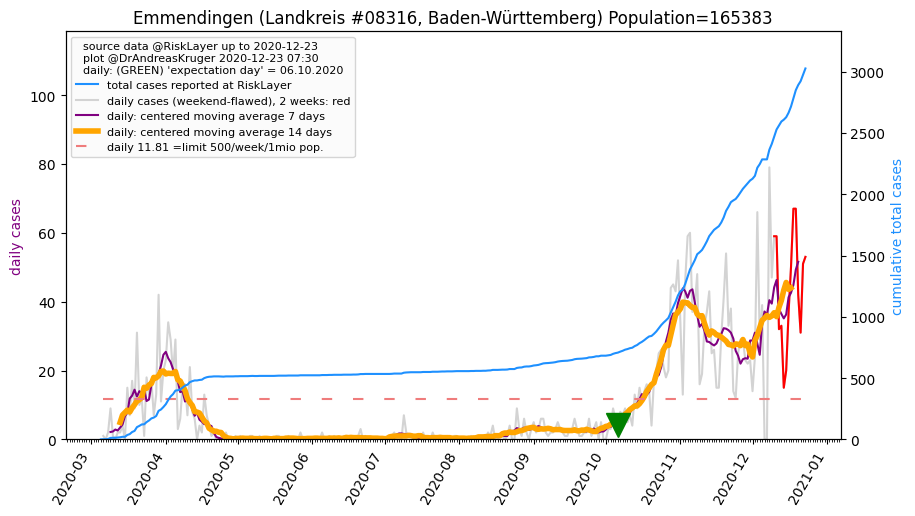 Emmendingen (Landkreis #08316, Baden-Württemberg) Population=165383
source data @RiskLayer up to 2020-12-23
plot @DrAndreasKruger 2020-12-23 07:30
daily: (GREEN) 'expectation day' = 06.10.2020
total cases reported at RiskLayer
daily cases (weekend-flawed), 2 weeks: red
daily: centered moving average 7 days
daily: centered moving average 14 days
daily 11.81 =limit 500/week/1mio pop.
daily cases
100
80
60
40
20
0
cumulative total cases
3000
2500
2000
1500
1000
500
0
2020-03
2020-04
2020-05
2020-06
2020-07
2020-08
2020-09
2020-10
2020-11
2020-12
2021-01